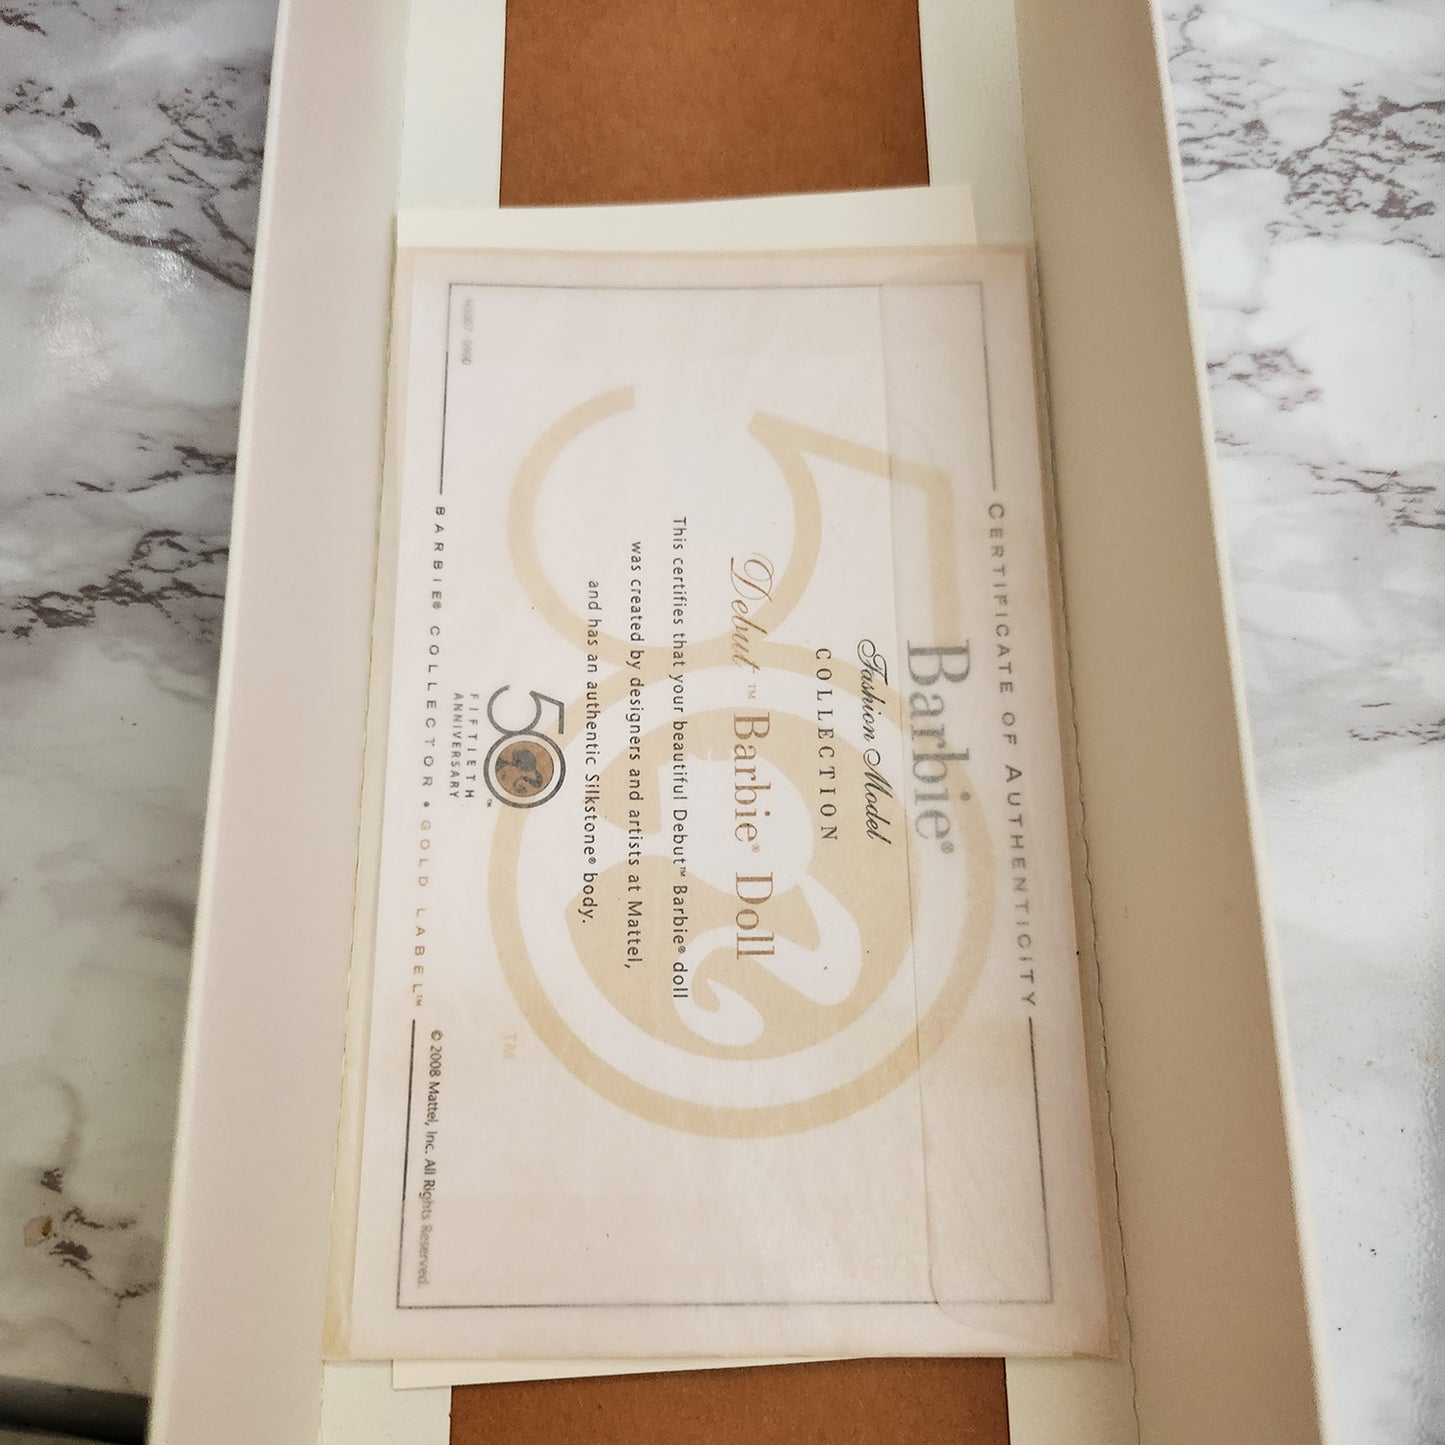 CERTIFICATE OF AUTHENTICITY
Barbie®
Fashion Model
COLLECTION
Debut™ Barbie® Doll
This certifies that your beautiful Debut™ Barbie® doll
was created by designers and artists at Mattel,
and has an authentic Silkstone® body.
50™
FIFTIETH
ANNIVERSARY
BARBIE® COLLECTOR • GOLD LABEL™
© 2008 Mattel, Inc. All Rights Reserved.
TM